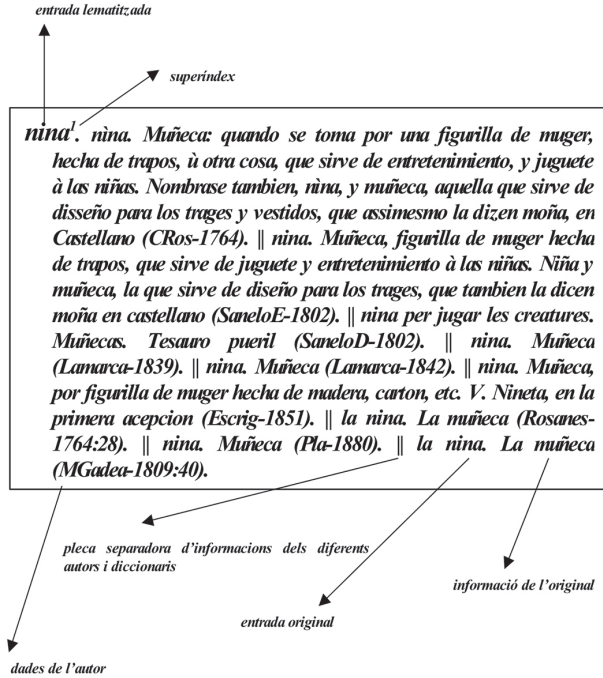 entrada lematitzada
superíndex
nina¹. nìna. Muñeca: quando se toma por una figurilla de muger,
hecha de trapos, ù otra cosa, que sirve de entretenimiento, y juguete
à las niñas. Nombrase tambien, nìna, y muñeca, aquella que sirve de
disseño para los trages y vestidos, que assimesmo la dizen moña, en
Castellano (CRos-1764). || nina. Muñeca, figurilla de muger hecha
de trapos, que sirve de juguete y entretenimiento à las niñas. Niña y
muñeca, la que sirve de diseño para los trages, que tambien la dicen
moña en castellano (SaneloE-1802). || nina per jugar les creatures.
Muñecas. Tesauro pueril (SaneloD-1802). || nina. Muñeca
(Lamarca-1839). || nina. Muñeca (Lamarca-1842). || nina. Muñeca,
por figurilla de muger hecha de madera, carton, etc. V. Nineta, en la
primera acepcion (Escrig-1851). || la nina. La muñeca (Rosanes-
1764:28). || nina. Muñeca (Pla-1880). || la nina. La muñeca
(MGadea-1809:40).
pleca separadora d'informacions dels diferents
autors i diccionaris
informació de l'original
entrada original
dades de l'autor